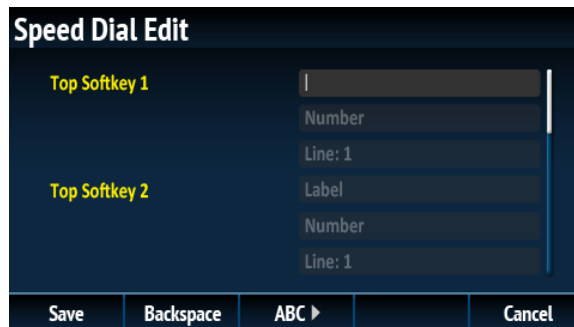 Speed Dial Edit
Top Softkey 1
Number
Line: 1
Top Softkey 2 Label
Number
Line: 1
Save Backspace ABC Cancel